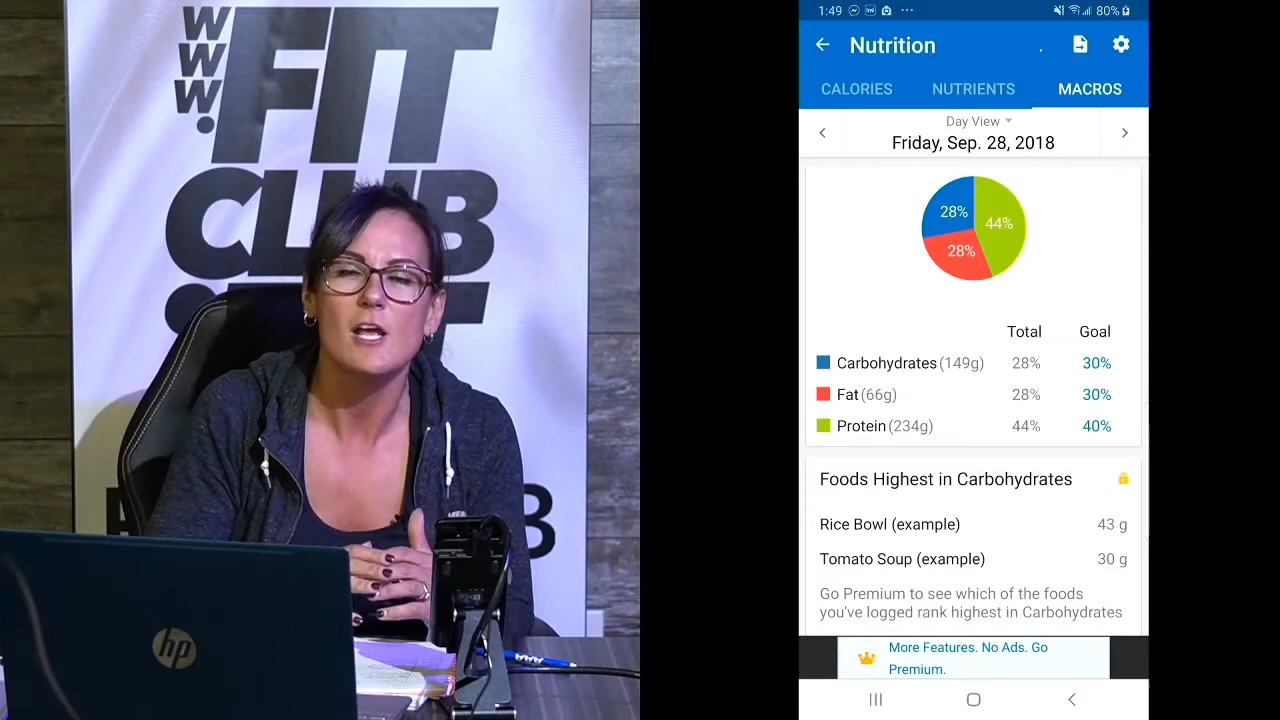 WWW.
FIT
CLUB
hp
1:49
80%
Nutrition
CALORIES NUTRIENTS MACROS
Day View
Friday, Sep. 28, 2018
28% 44%
28%
Total Goal
Carbohydrates (149g) 28% 30%
Fat (66g) 28% 30%
Protein (234g) 44% 40%
Foods Highest in Carbohydrates
Rice Bowl (example) 43 g
Tomato Soup (example) 30 g
Go Premium to see which of the foods
you've logged rank highest in Carbohydrates
More Features. No Ads. Go
Premium.